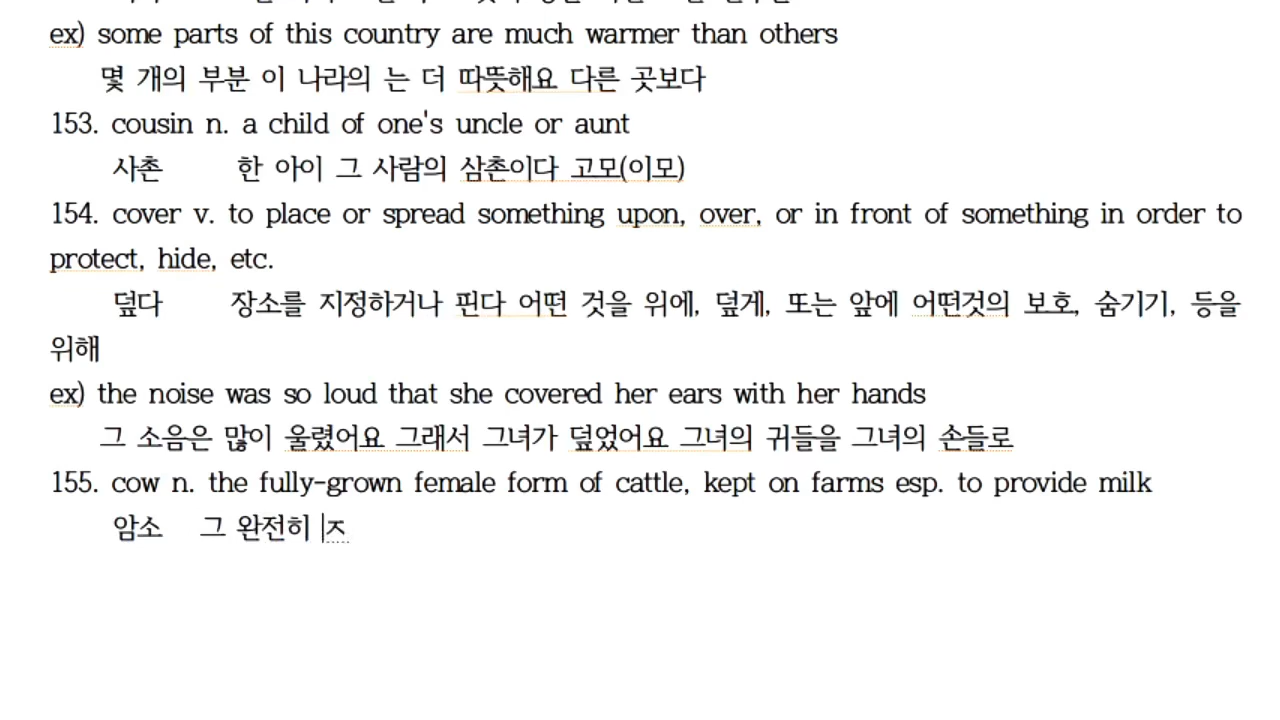 ex) some parts of this country are much warmer than others
몇 개의 부분 이 나라의 는 더 따뜻해요 다른 곳보다
153. cousin n. a child of one's uncle or aunt
사촌 한 아이 그 사람의 삼촌이다 고모(이모)
154. cover v. to place or spread something upon, over, or in front of something in order to
protect, hide, etc.
덮다 장소를 지정하거나 핀다 어떤 것을 위에, 덮게, 또는 앞에 어떤것의 보호, 숨기기, 등을
위해
ex) the noise was so loud that she covered her ears with her hands
그 소음은 많이 울렸어요 그래서 그녀가 덮었어요 그녀의 귀들을 그녀의 손들로
155. cow n. the fully-grown female form of cattle, kept on farms esp. to provide milk
암소 그 완전히 ㅈ